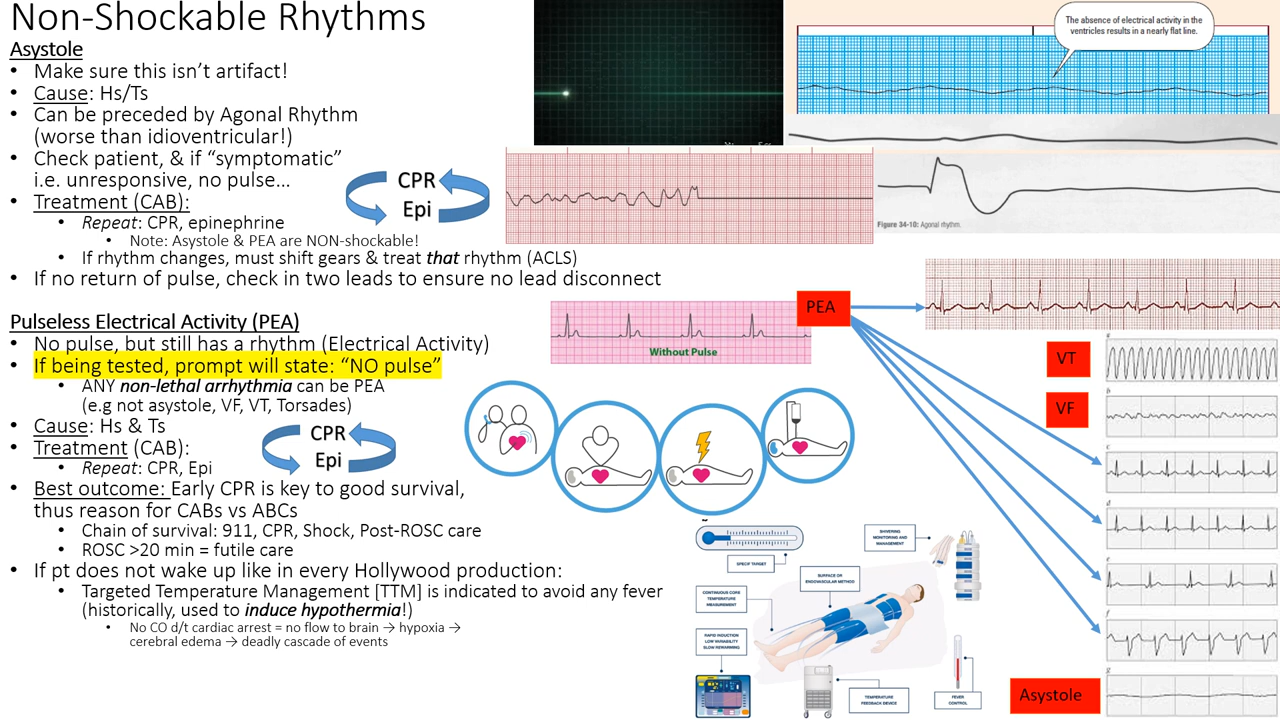 Non-Shockable Rhythms
Asystole
• Make sure this isn't artifact!
• Cause: Hs/Ts
• Can be preceded by Agonal Rhythm
(worse than idioventricular!)
• Check patient, & if "symptomatic"
i.e. unresponsive, no pulse...
• Treatment (CAB):
• Repeat: CPR, epinephrine
• Note: Asystole & PEA are NON-shockable!
• If rhythm changes, must shift gears & treat that rhythm (ACLS)
• If no return of pulse, check in two leads to ensure no lead disconnect
CPR
Epi
The absence of electrical activity in the
ventricles results in a nearly flat line.
Figure 34-10: Agonal rhythm.
Pulseless Electrical Activity (PEA)
• No pulse, but still has a rhythm (Electrical Activity)
• If being tested, prompt will state: "NO pulse"
• ANY non-lethal arrhythmia can be PEA
(e.g not asystole, VF, VT, Torsades)
• Cause: Hs & Ts
• Treatment (CAB):
• Repeat: CPR, Epi
CPR
Epi
• Best outcome: Early CPR is key to good survival,
thus reason for CABs vs ABCs
• Chain of survival: 911, CPR, Shock, Post-ROSC care
• ROSC >20 min = futile care
• If pt does not wake up like in every Hollywood production:
• Targeted Temperature Management [TTM] is indicated to avoid any fever
(historically, used to induce hypothermia!)
• no CO d/t cardiac arrest = no flow to brain → hypoxia →
cerebral edema → deadly cascade of events
Without Pulse
PEA
VT
VF
Asystole
SPECIF TARGET
SHIVERING
MONITORING AND
MANAGEMENT
SURFACE OR
ENDOVASCULAR METHOD
CONTINUOUS CORE
TEMPERATURE
MEASUREMENT
RAPID INDUCTION
LOW VARIABILITY
SLOW REWARMING
TEMPERATURE
FEEDBACK DEVICE
FEVER
CONTROL